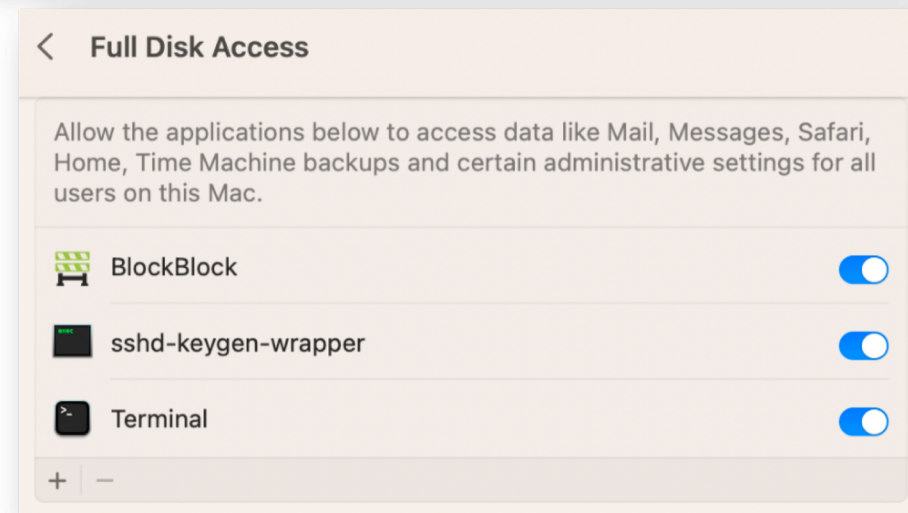 Full Disk Access
Allow the applications below to access data like Mail, Messages, Safari,
Home, Time Machine backups and certain administrative settings for all
users on this Mac.
BlockBlock
sshd-keygen-wrapper
Terminal